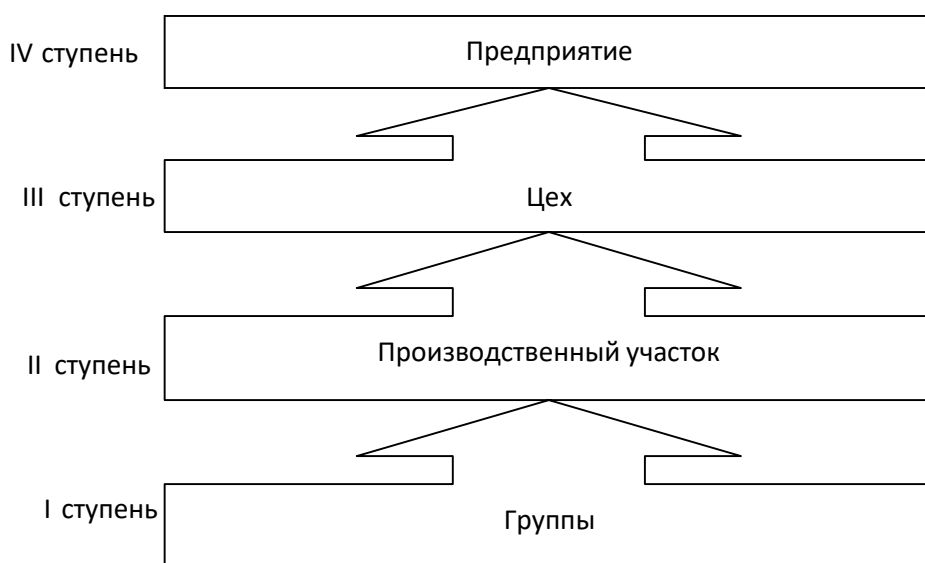 IV ступень
Предприятие
III ступень
Цех
II ступень
Производственный участок
I ступень
Группы